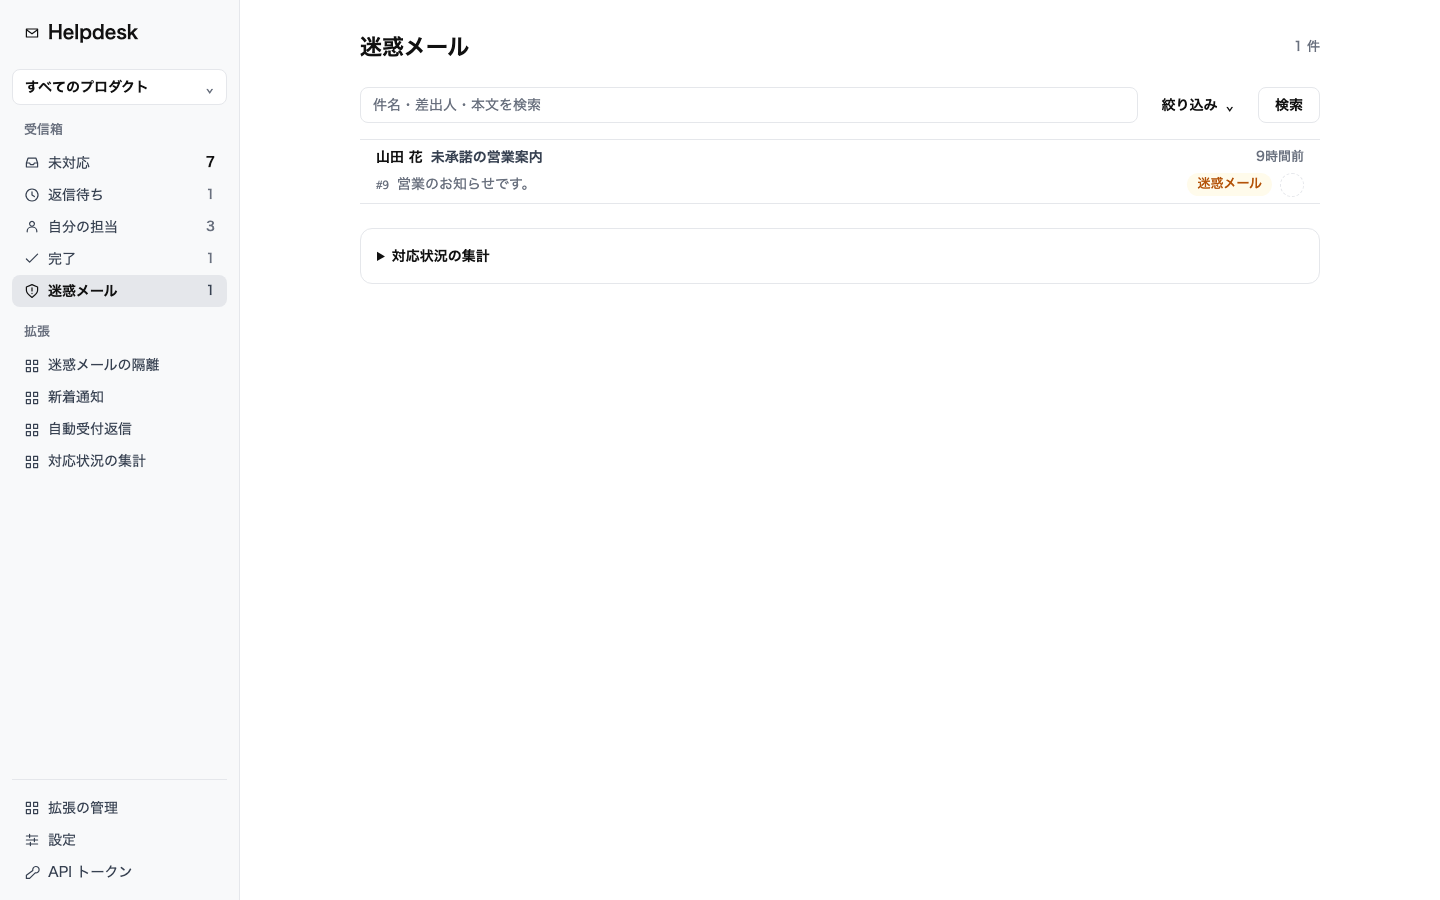 Helpdesk
すべてのプロダクト
受信箱
未対応 7
返信待ち 1
自分の担当 3
完了 1
迷惑メール 1
拡張
迷惑メールの隔離
新着通知
自動受付返信
対応状況の集計
拡張の管理
設定
API トークン
迷惑メール 1 件
件名・差出人・本文を検索 絞り込み 検索
山田 花 未承諾の営業案内 9時間前
#9 営業のお知らせです。 迷惑メール
対応状況の集計